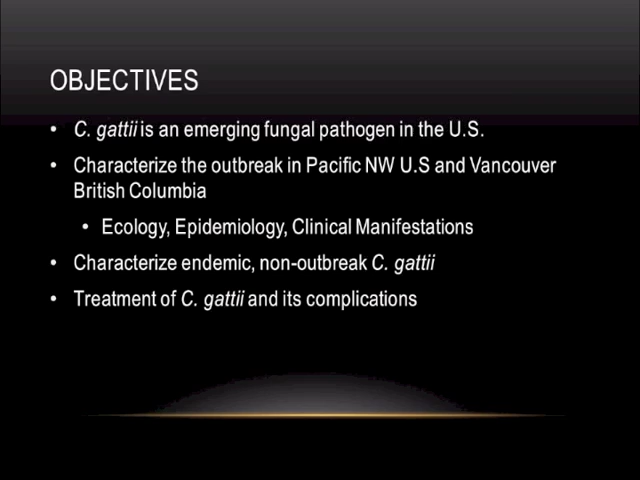 OBJECTIVES
• C. gattii is an emerging fungal pathogen in the U.S.
• Characterize the outbreak in Pacific NW U.S and Vancouver
British Columbia
• Ecology, Epidemiology, Clinical Manifestations
• Characterize endemic, non-outbreak C. gattii
• Treatment of C. gattii and its complications